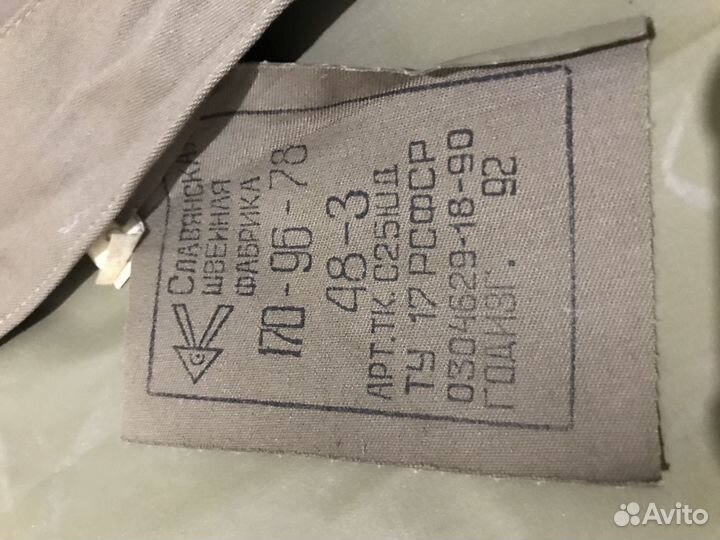 СЛАВЯНСКАЯ
ШВЕЙНАЯ
ФАБРИКА
170-96-78
48-3
АРТ.ТК. С25ЮД
ТУ 17 РСФСР
0304629-18-90
ГОД ИЗГ. 92
Avito